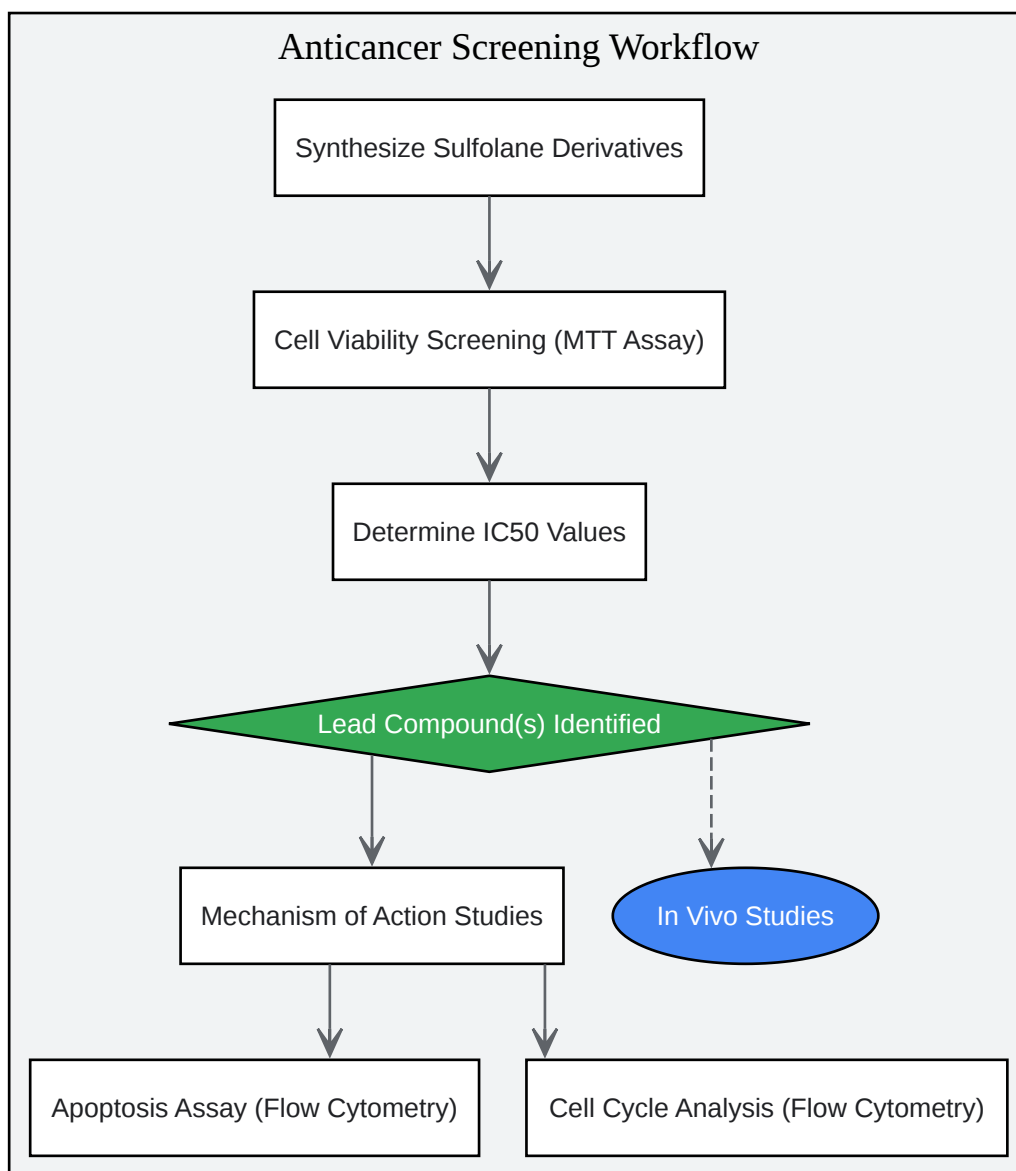 Anticancer Screening Workflow
Synthesize Sulfolane Derivatives
Cell Viability Screening (MTT Assay)
Determine IC50 Values
Lead Compound(s) Identified
Mechanism of Action Studies
In Vivo Studies
Apoptosis Assay (Flow Cytometry)
Cell Cycle Analysis (Flow Cytometry)